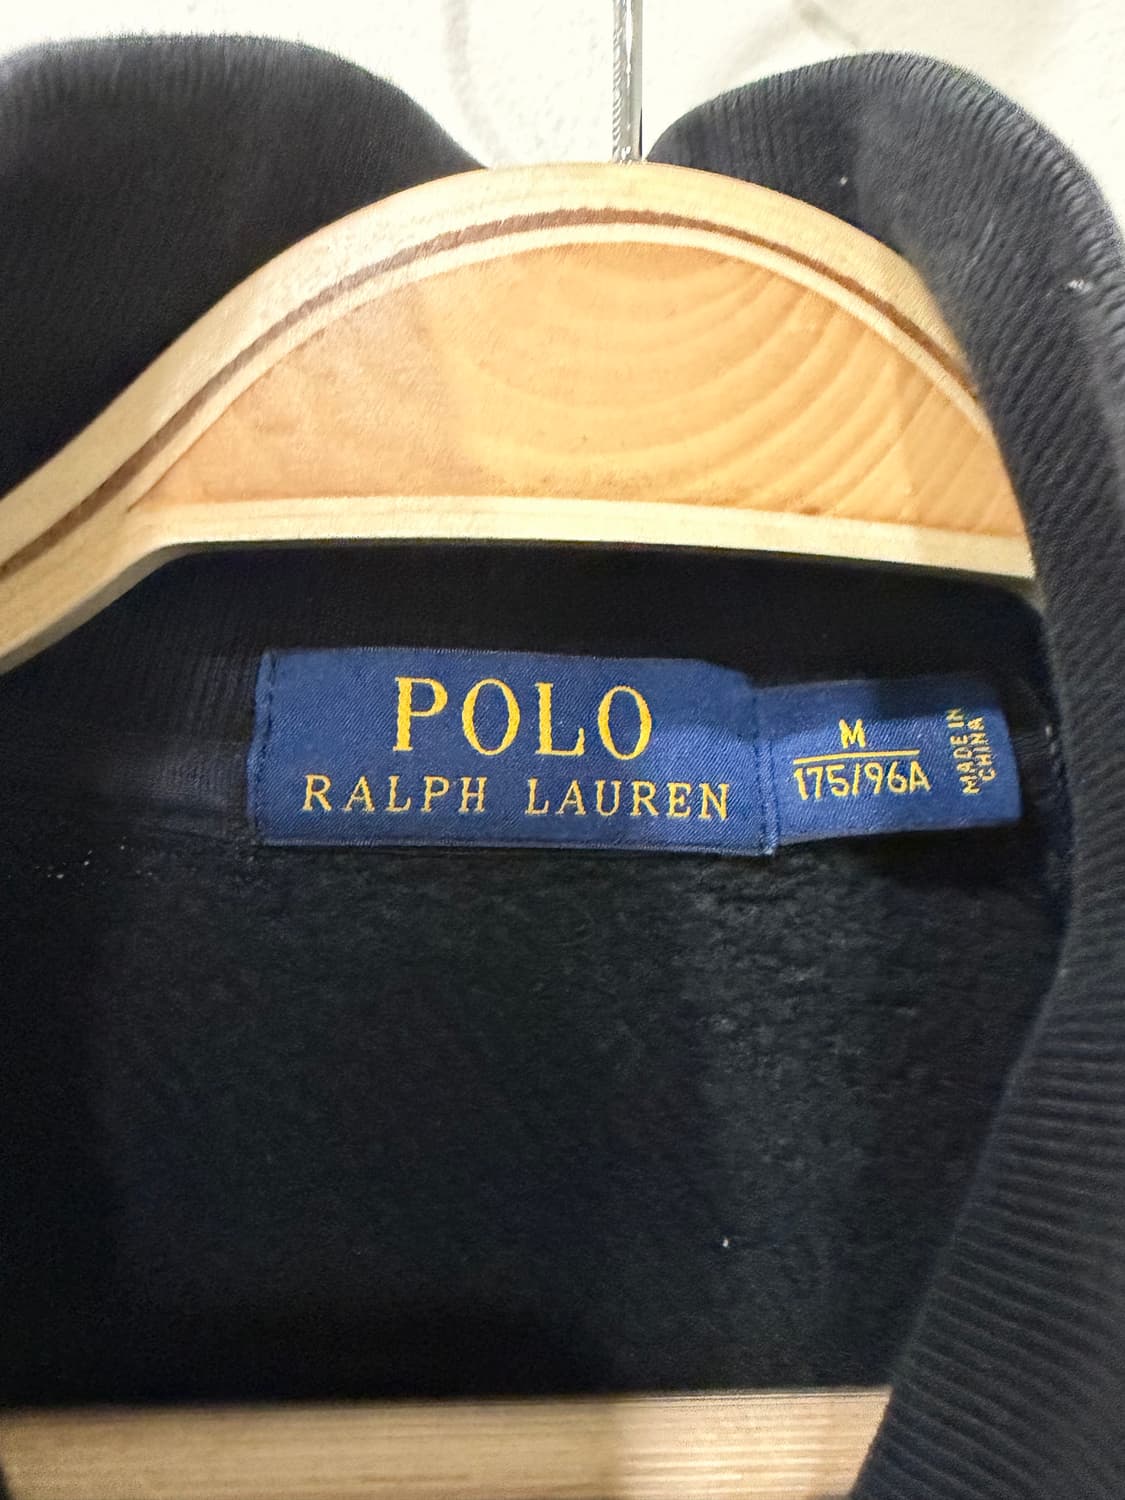 POLO
RALPH LAUREN
M
175/96A
MADE IN
CHINA